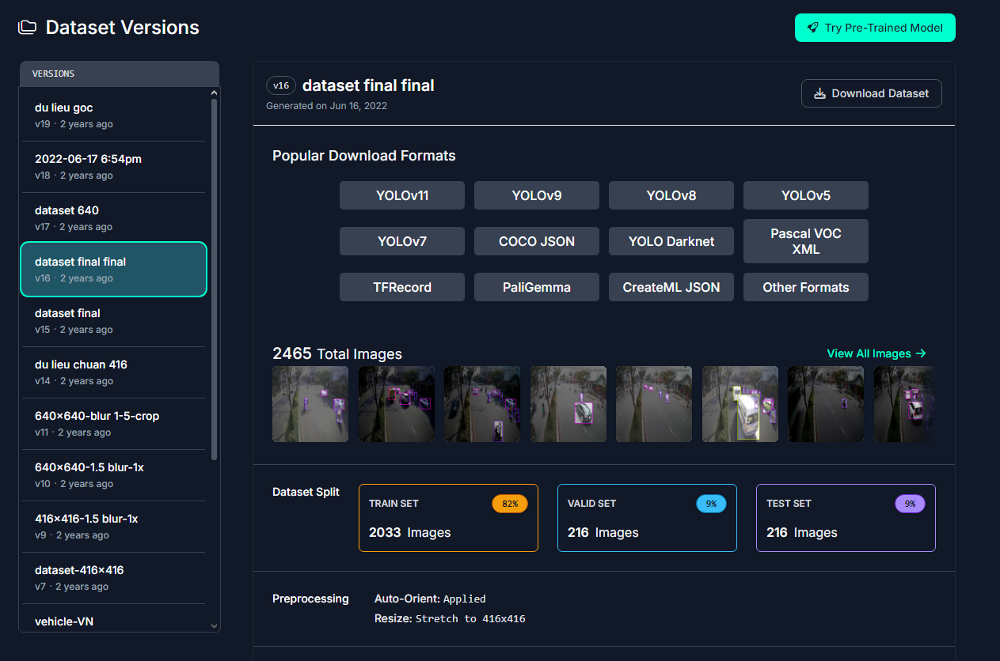 Dataset Versions
Try Pre-Trained Model
VERSIONS
du lieu goc
v19 · 2 years ago
2022-06-17 6:54pm
v18 · 2 years ago
dataset 640
v17 · 2 years ago
dataset final final
v16 · 2 years ago
dataset final
v15 · 2 years ago
du lieu chuan 416
v14 · 2 years ago
640×640-blur 1-5-crop
v11 · 2 years ago
640×640-1.5 blur-1x
v10 · 2 years ago
416×416-1.5 blur-1x
v9 · 2 years ago
dataset-416×416
v7 · 2 years ago
vehicle-VN
v16 dataset final final
Generated on Jun 16, 2022
Download Dataset
Popular Download Formats
YOLOv11 YOLOv9 YOLOv8 YOLOv5
YOLOv7 COCO JSON YOLO Darknet Pascal VOC XML
TFRecord PaliGemma CreateML JSON Other Formats
2465 Total Images
View All Images →
Dataset Split
TRAIN SET 82%
2033 Images
VALID SET 9%
216 Images
TEST SET 9%
216 Images
Preprocessing
Auto-Orient: Applied
Resize: Stretch to 416x416